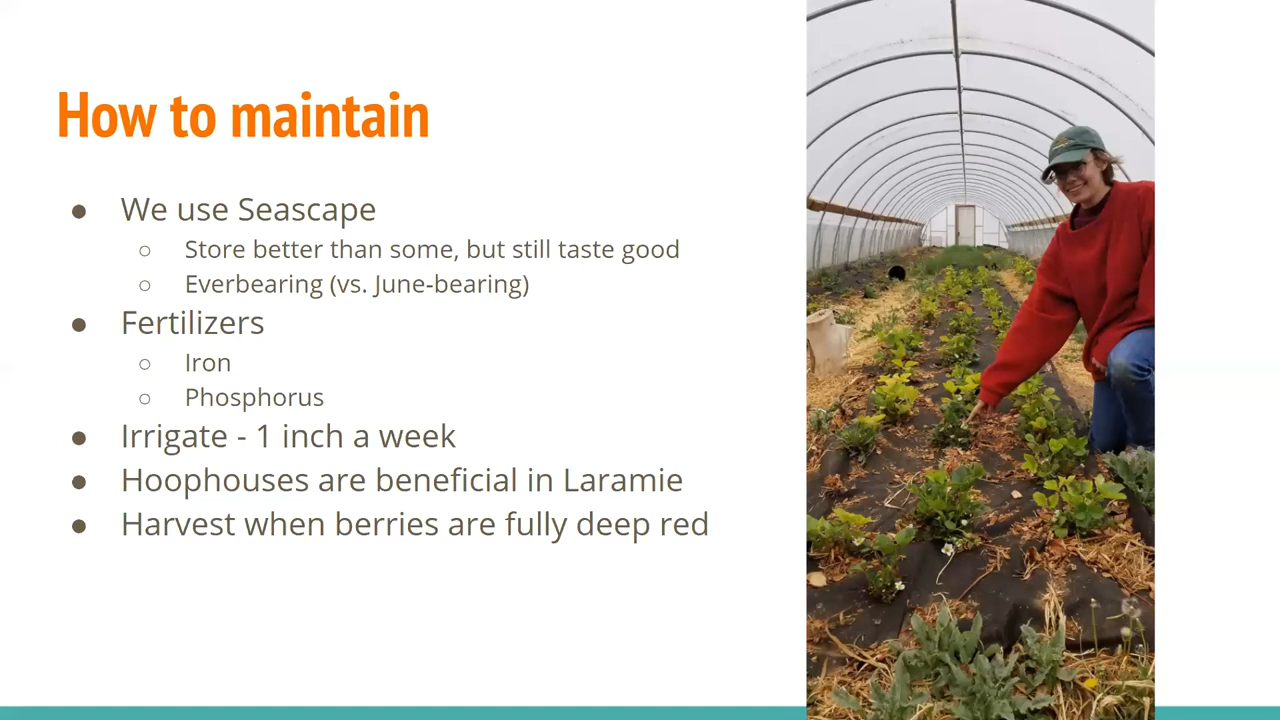 How to maintain
● We use Seascape
○ Store better than some, but still taste good
○ Everbearing (vs. June-bearing)
● Fertilizers
○ Iron
○ Phosphorus
● Irrigate - 1 inch a week
● Hoophouses are beneficial in Laramie
● Harvest when berries are fully deep red